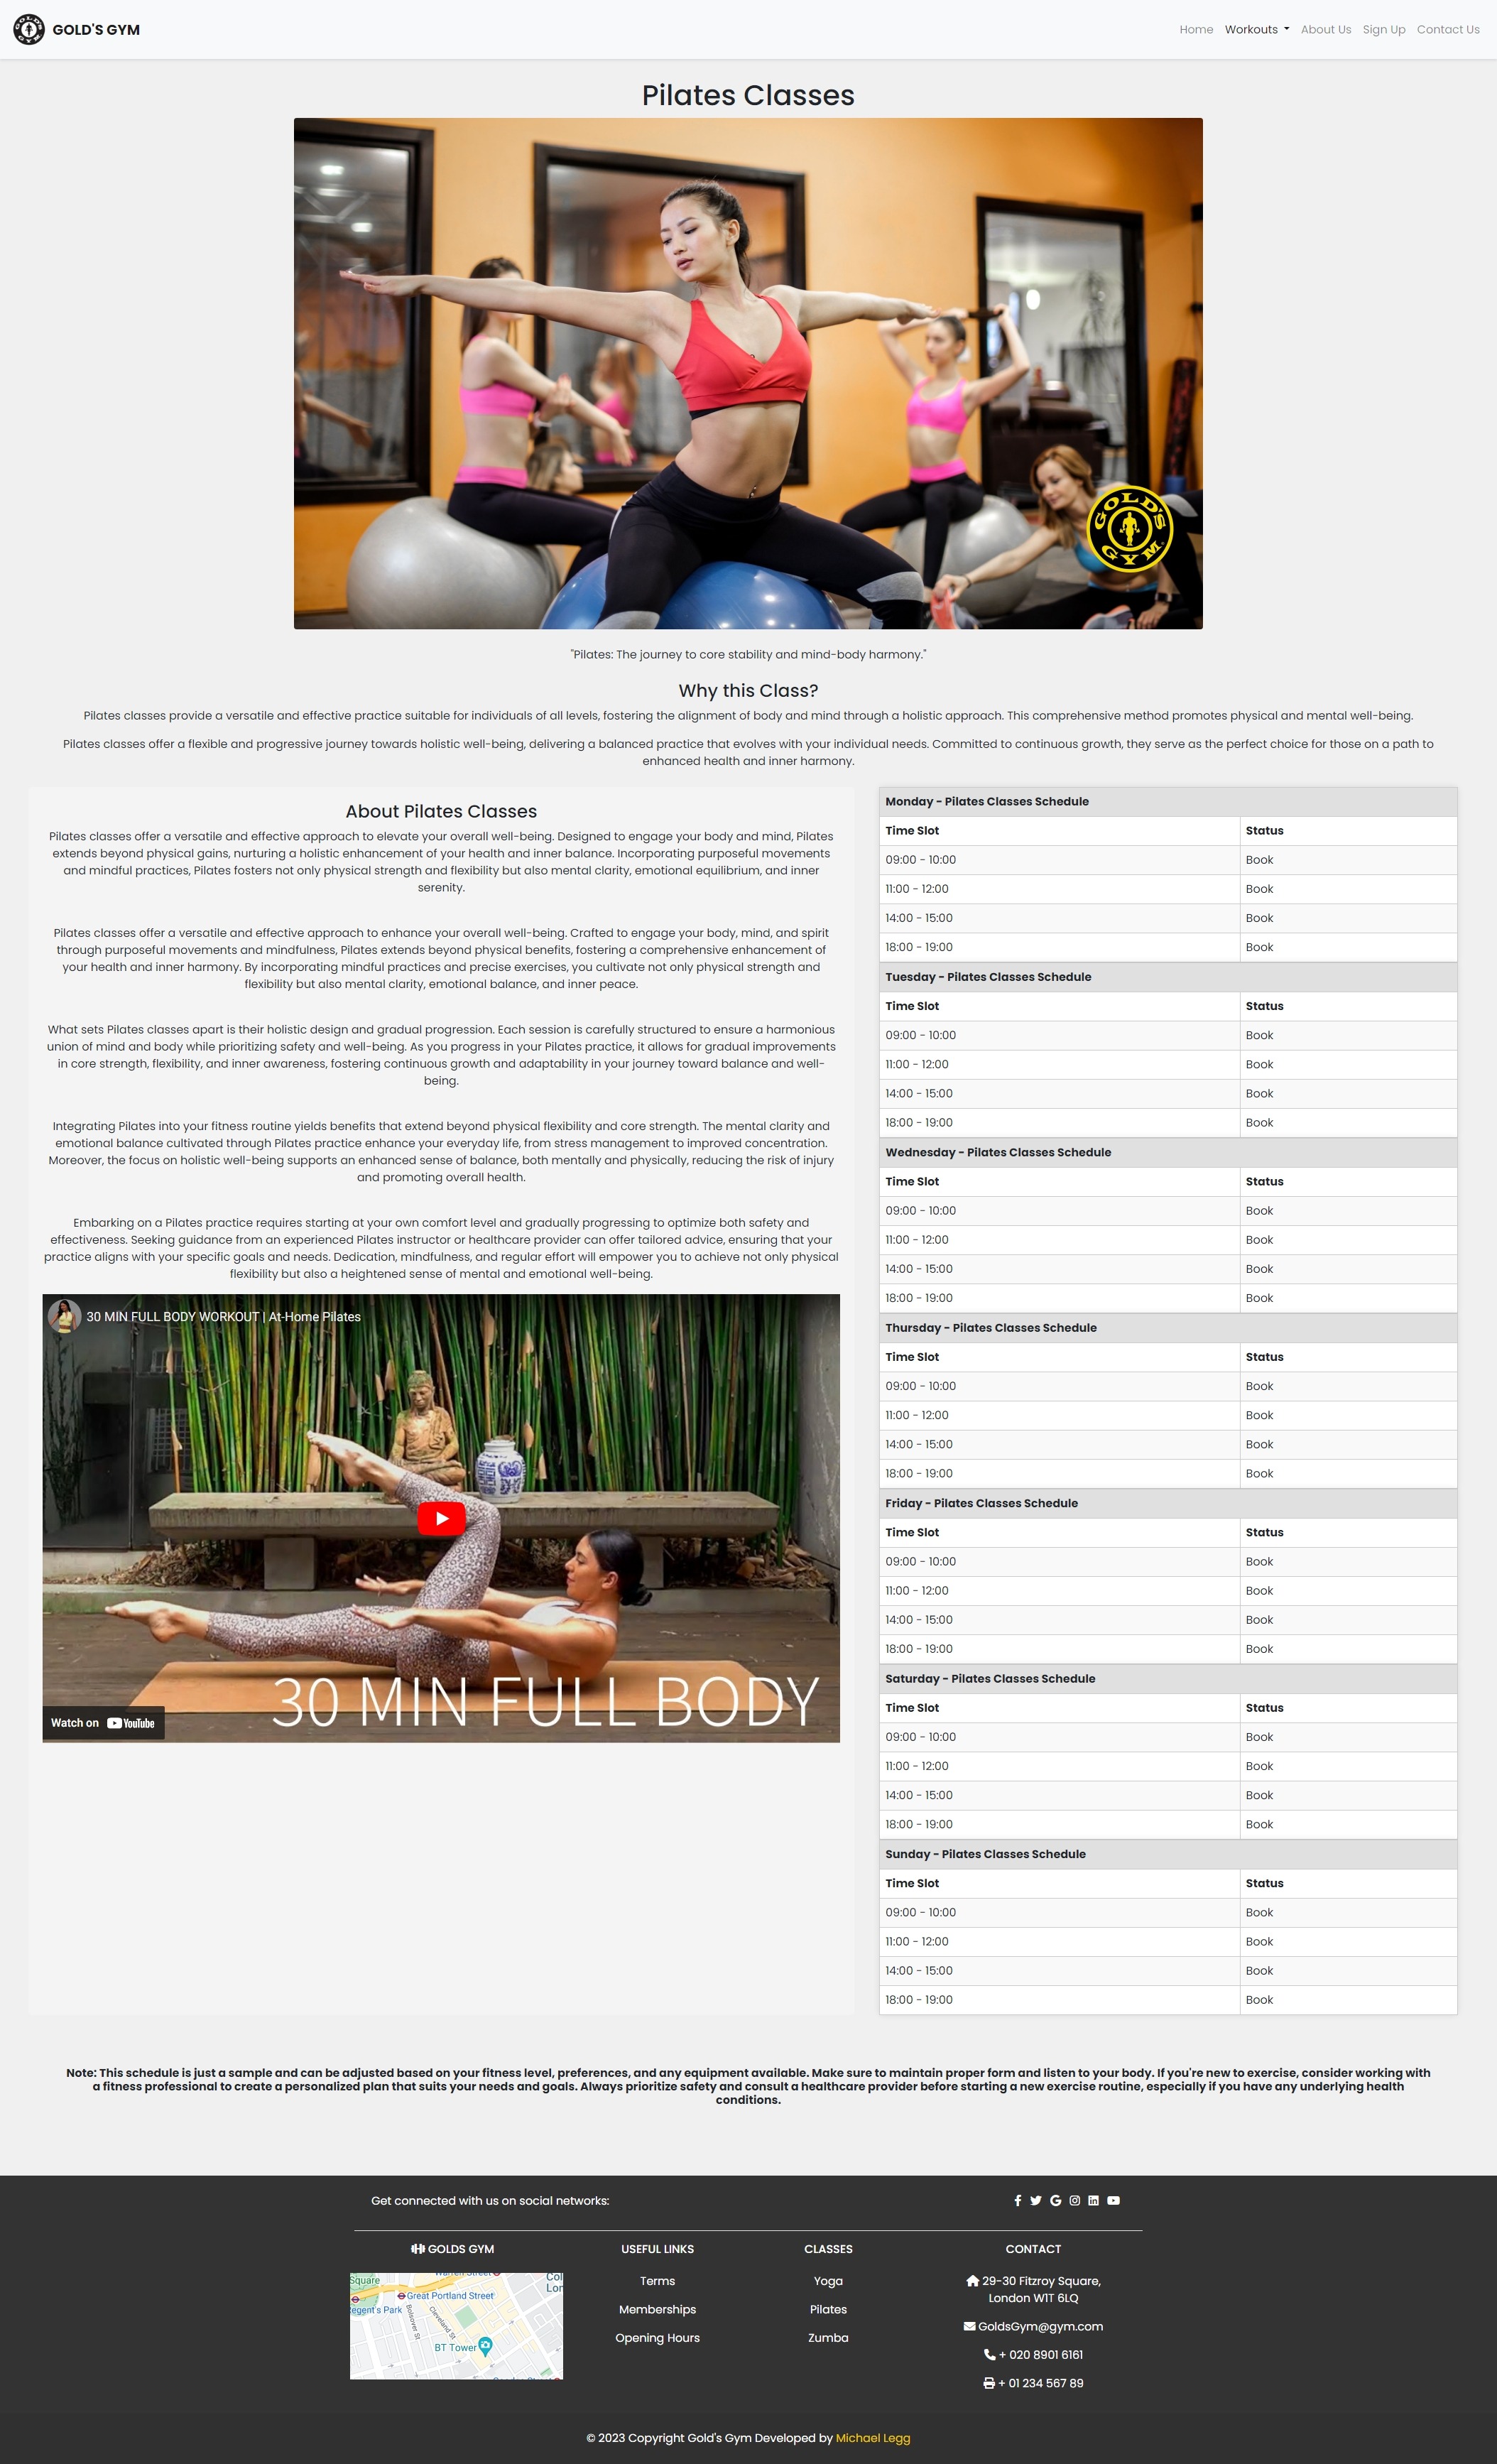 GOLD'S GYM
GOLD'S GYM
Home Workouts About Us Sign Up Contact Us
Pilates Classes
GOLD'S GYM
"Pilates: The journey to core stability and mind-body harmony."
Why this Class?
Pilates classes provide a versatile and effective practice suitable for individuals of all levels, fostering the alignment of body and mind through a holistic approach. This comprehensive method promotes physical and mental well-being.
Pilates classes offer a flexible and progressive journey towards holistic well-being, delivering a balanced practice that evolves with your individual needs. Committed to continuous growth, they serve as the perfect choice for those on a path to
enhanced health and inner harmony.
About Pilates Classes
Pilates classes offer a versatile and effective approach to elevate your overall well-being. Designed to engage your body and mind, Pilates
extends beyond physical gains, nurturing a holistic enhancement of your health and inner balance. Incorporating purposeful movements
and mindful practices, Pilates fosters not only physical strength and flexibility but also mental clarity, emotional equilibrium, and inner
serenity.
Pilates classes offer a versatile and effective approach to enhance your overall well-being. Crafted to engage your body, mind, and spirit
through purposeful movements and mindfulness, Pilates extends beyond physical benefits, fostering a comprehensive enhancement of
your health and inner harmony. By incorporating mindful practices and precise exercises, you cultivate not only physical strength and
flexibility but also mental clarity, emotional balance, and inner peace.
What sets Pilates classes apart is their holistic design and gradual progression. Each session is carefully structured to ensure a harmonious
union of mind and body while prioritizing safety and well-being. As you progress in your Pilates practice, it allows for gradual improvements
in core strength, flexibility, and inner awareness, fostering continuous growth and adaptability in your journey toward balance and well-
being.
Integrating Pilates into your fitness routine yields benefits that extend beyond physical flexibility and core strength. The mental clarity and
emotional balance cultivated through Pilates practice enhance your everyday life, from stress management to improved concentration.
Moreover, the focus on holistic well-being supports an enhanced sense of balance, both mentally and physically, reducing the risk of injury
and promoting overall health.
Embarking on a Pilates practice requires starting at your own comfort level and gradually progressing to optimize both safety and
effectiveness. Seeking guidance from an experienced Pilates instructor or healthcare provider can offer tailored advice, ensuring that your
practice aligns with your specific goals and needs. Dedication, mindfulness, and regular effort will empower you to achieve not only physical
flexibility but also a heightened sense of mental and emotional well-being.
30 MIN FULL BODY WORKOUT | At-Home Pilates
30 MIN FULL BODY
Watch on YouTube
Monday - Pilates Classes Schedule
Time Slot Status
09:00 - 10:00 Book
11:00 - 12:00 Book
14:00 - 15:00 Book
18:00 - 19:00 Book
Tuesday - Pilates Classes Schedule
Time Slot Status
09:00 - 10:00 Book
11:00 - 12:00 Book
14:00 - 15:00 Book
18:00 - 19:00 Book
Wednesday - Pilates Classes Schedule
Time Slot Status
09:00 - 10:00 Book
11:00 - 12:00 Book
14:00 - 15:00 Book
18:00 - 19:00 Book
Thursday - Pilates Classes Schedule
Time Slot Status
09:00 - 10:00 Book
11:00 - 12:00 Book
14:00 - 15:00 Book
18:00 - 19:00 Book
Friday - Pilates Classes Schedule
Time Slot Status
09:00 - 10:00 Book
11:00 - 12:00 Book
14:00 - 15:00 Book
18:00 - 19:00 Book
Saturday - Pilates Classes Schedule
Time Slot Status
09:00 - 10:00 Book
11:00 - 12:00 Book
14:00 - 15:00 Book
18:00 - 19:00 Book
Sunday - Pilates Classes Schedule
Time Slot Status
09:00 - 10:00 Book
11:00 - 12:00 Book
14:00 - 15:00 Book
18:00 - 19:00 Book
Note: This schedule is just a sample and can be adjusted based on your fitness level, preferences, and any equipment available. Make sure to maintain proper form and listen to your body. If you're new to exercise, consider working with
a fitness professional to create a personalized plan that suits your needs and goals. Always prioritize safety and consult a healthcare provider before starting a new exercise routine, especially if you have any underlying health
conditions.
Get connected with us on social networks:
GOLDS GYM
Square
Great Portland Street
Bolsover St
Cleveland St
BT Tower
USEFUL LINKS
Terms
Memberships
Opening Hours
CLASSES
Yoga
Pilates
Zumba
CONTACT
29-30 Fitzroy Square,
London W1T 6LQ
GoldsGym@gym.com
+ 020 8901 6161
+ 01 234 567 89
© 2023 Copyright Gold's Gym Developed by Michael Legg